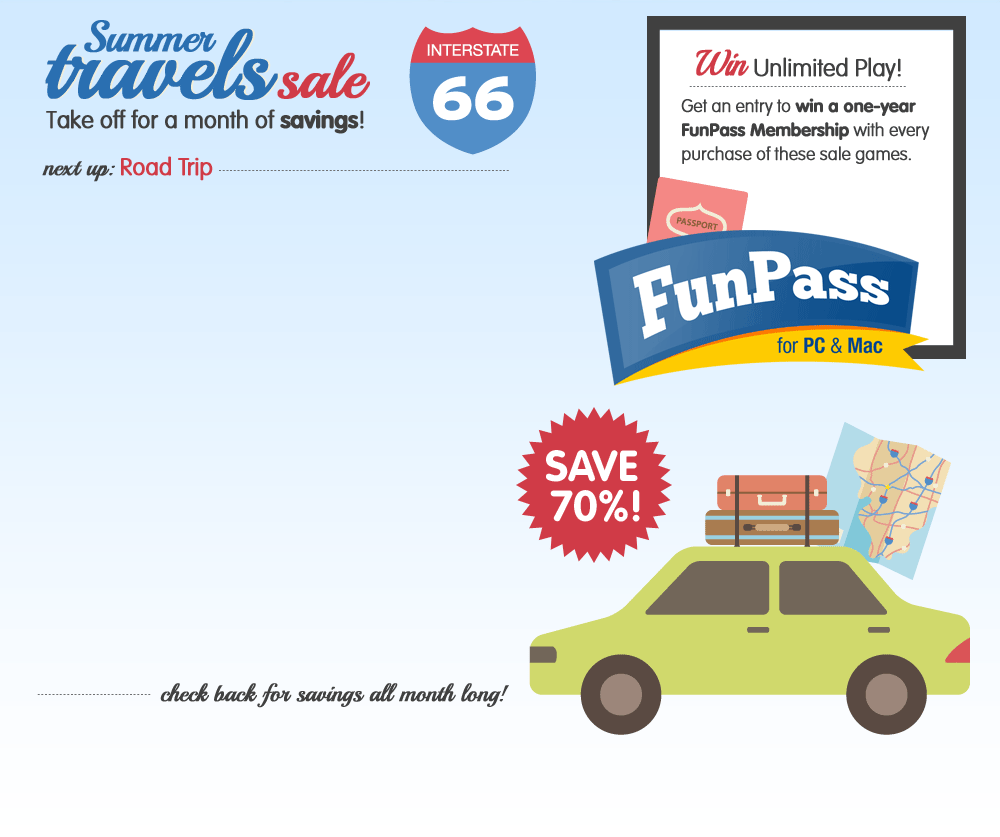 Summer
travels sale
Take off for a month of savings!
next up: Road Trip
INTERSTATE
66
Win Unlimited Play!
Get an entry to win a one-year
FunPass Membership with every
purchase of these sale games.
PASSPORT
FunPass
for PC & Mac
SAVE
70%!
check back for savings all month long!